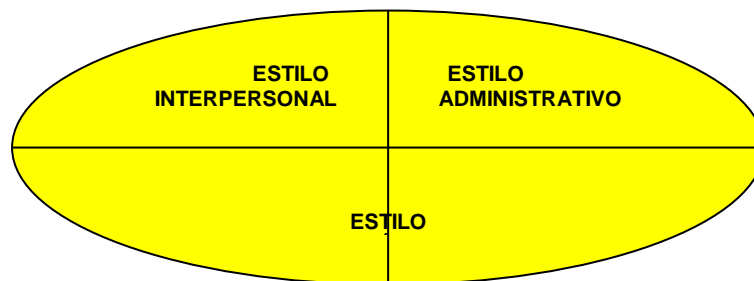 ESTILO
INTERPERSONAL
ESTILO
ADMINISTRATIVO
ESTILO